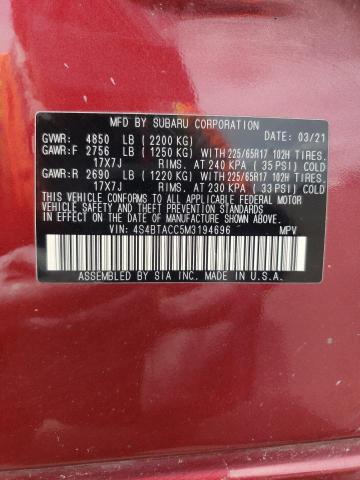 MFD BY SUBARU CORPORATION DATE: 03/21
GVWR: 4850 LB (2200 KG)
GAWR:F 2756 LB (1250 KG) WITH 225/65R17 102H TIRES,
17X7J RIMS, AT 240 KPA (35 PSI) COLD
GAWR:R 2690 LB (1220 KG) WITH 225/65R17 102H TIRES,
17X7J RIMS, AT 230 KPA (33 PSI) COLD
THIS VEHICLE CONFORMS TO ALL APPLICABLE FEDERAL MOTOR
VEHICLE SAFETY, BUMPER, AND THEFT PREVENTION STANDARDS
IN EFFECT ON THE DATE OF MANUFACTURE SHOWN ABOVE.
VIN: 4S4BTACC5M3194696 MPV
ASSEMBLED BY SIA INC. MADE IN U.S.A.